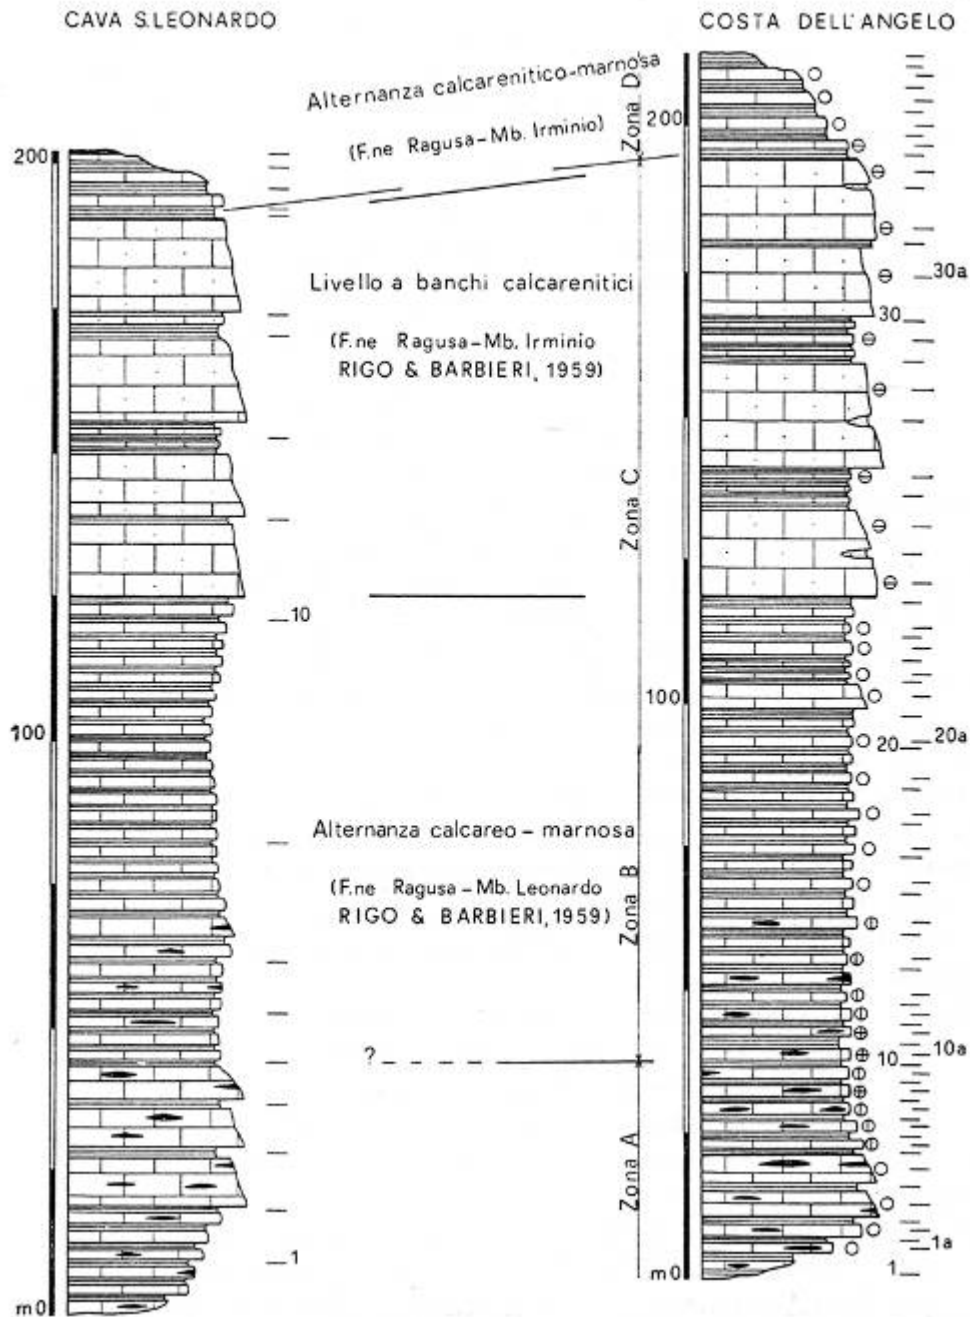 CAVA S.LEONARDO
COSTA DELL'ANGELO
Alternanza calcarenitico-marnosa
(F.ne Ragusa-Mb. Irminio)
Zona D
200
200
Livello a banchi calcarenitici
(F.ne Ragusa-Mb. Irminio
RIGO & BARBIERI, 1959)
30a
30
Zona C
10
100
100
20
20a
Alternanza calcareo - marnosa
(F.ne Ragusa - Mb. Leonardo
RIGO & BARBIERI, 1959)
Zona B
?
10
10a
Zona A
1
1a
1
m 0
m 0